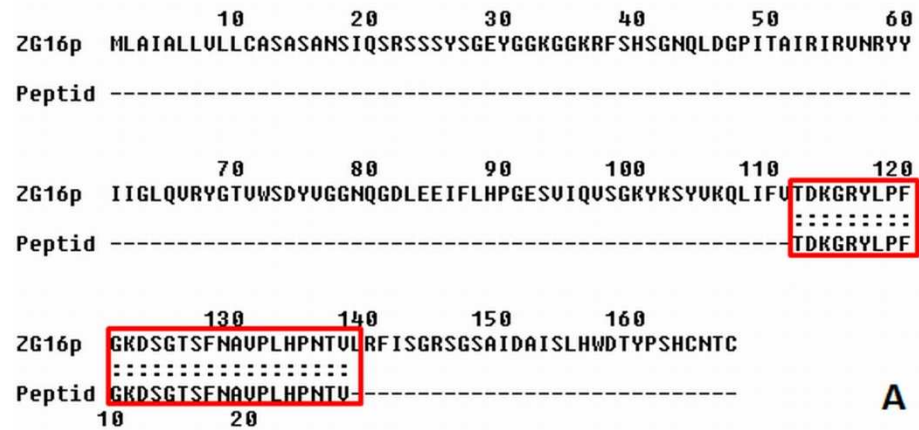 10 20 30 40 50 60
ZG16p MLAIALLVLLCASASANSIQSRSSSYSGEYGGKGGKRFSHSGNQLDGPITAIRIRVNRYY
Peptid ------------------------------------------------------------
70 80 90 100 110 120
ZG16p IIGLQVRYGTVWSDYVGGNQGDLEEIFLHPGESVIQVSGKYKSYVKQLIFVTDKGRYLPF
:::::::::
Peptid ---------------------------------------------------TDKGRYLPF
130 140 150 160
ZG16p GKDSGTSFNAVPLHPNTVLRFISGRSGSAIDAISLHWDTYPSHCNTC
::::::::::::::::::
Peptid GKDSGTSFNAVPLHPNTV-----------------------------
10 20
A